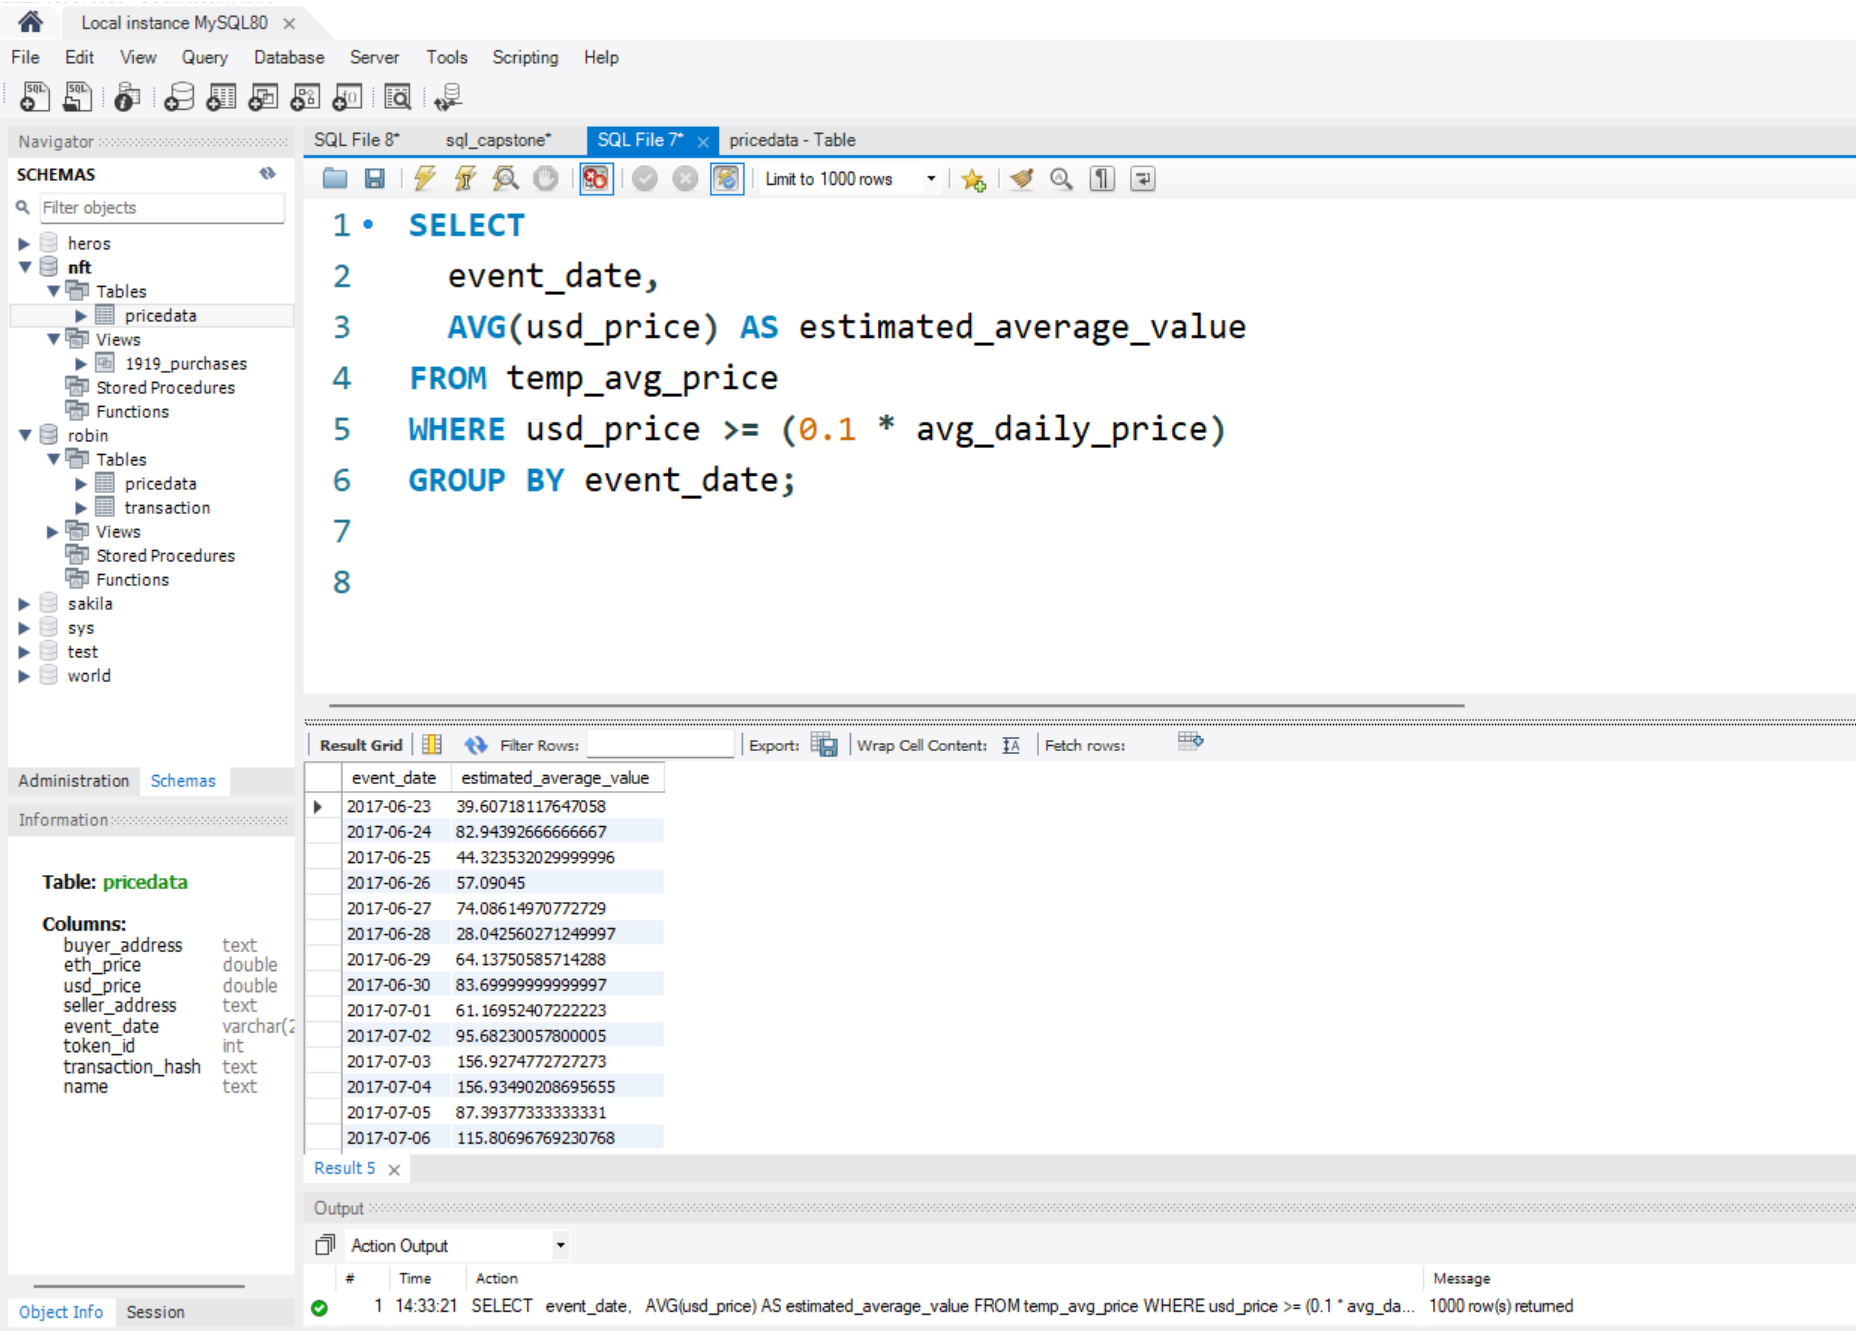 Local instance MySQL80 ×
File Edit View Query Database Server Tools Scripting Help
Navigator
SCHEMAS
Filter objects
heros
nft
Tables
pricedata
Views
1919_purchases
Stored Procedures
Functions
robin
Tables
pricedata
transaction
Views
Stored Procedures
Functions
sakila
sys
test
world
Administration Schemas
Information
Table: pricedata
Columns:
buyer_address text
eth_price double
usd_price double
seller_address text
event_date varchar(2
token_id int
transaction_hash text
name text
Object Info Session
SQL File 8* sql_capstone* SQL File 7* × pricedata - Table
Limit to 1000 rows
1 SELECT
2 event_date,
3 AVG(usd_price) AS estimated_average_value
4 FROM temp_avg_price
5 WHERE usd_price >= (0.1 * avg_daily_price)
6 GROUP BY event_date;
7
8
Result Grid Filter Rows: Export: Wrap Cell Content: Fetch rows:
event_date estimated_average_value
2017-06-23 39.60718117647058
2017-06-24 82.94392666666667
2017-06-25 44.323532029999996
2017-06-26 57.09045
2017-06-27 74.08614970772729
2017-06-28 28.042560271249997
2017-06-29 64.13750585714288
2017-06-30 83.69999999999997
2017-07-01 61.16952407222223
2017-07-02 95.68230057800005
2017-07-03 156.9274772727273
2017-07-04 156.93490208695655
2017-07-05 87.39377333333331
2017-07-06 115.80696769230768
Result 5 ×
Output
Action Output
# Time Action Message
1 14:33:21 SELECT event_date, AVG(usd_price) AS estimated_average_value FROM temp_avg_price WHERE usd_price >= (0.1 * avg_da... 1000 row(s) returned